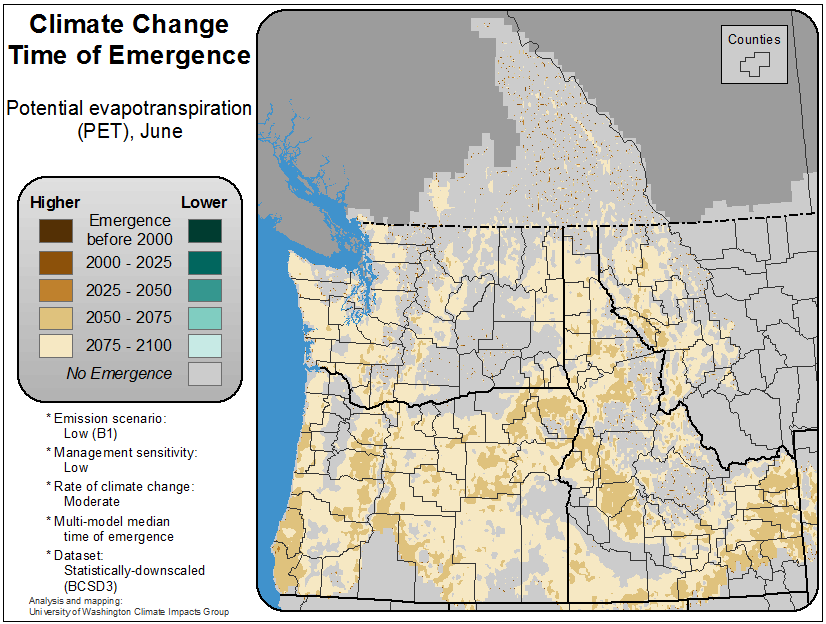 Climate Change
Time of Emergence
Potential evapotranspiration
(PET), June
Higher
Lower
Emergence
before 2000
2000 - 2025
2025 - 2050
2050 - 2075
2075 - 2100
No Emergence
* Emission scenario:
Low (B1)
* Management sensitivity:
Low
* Rate of climate change:
Moderate
* Multi-model median
time of emergence
* Dataset:
Statistically-downscaled
(BCSD3)
Analysis and mapping:
University of Washington Climate Impacts Group
Counties